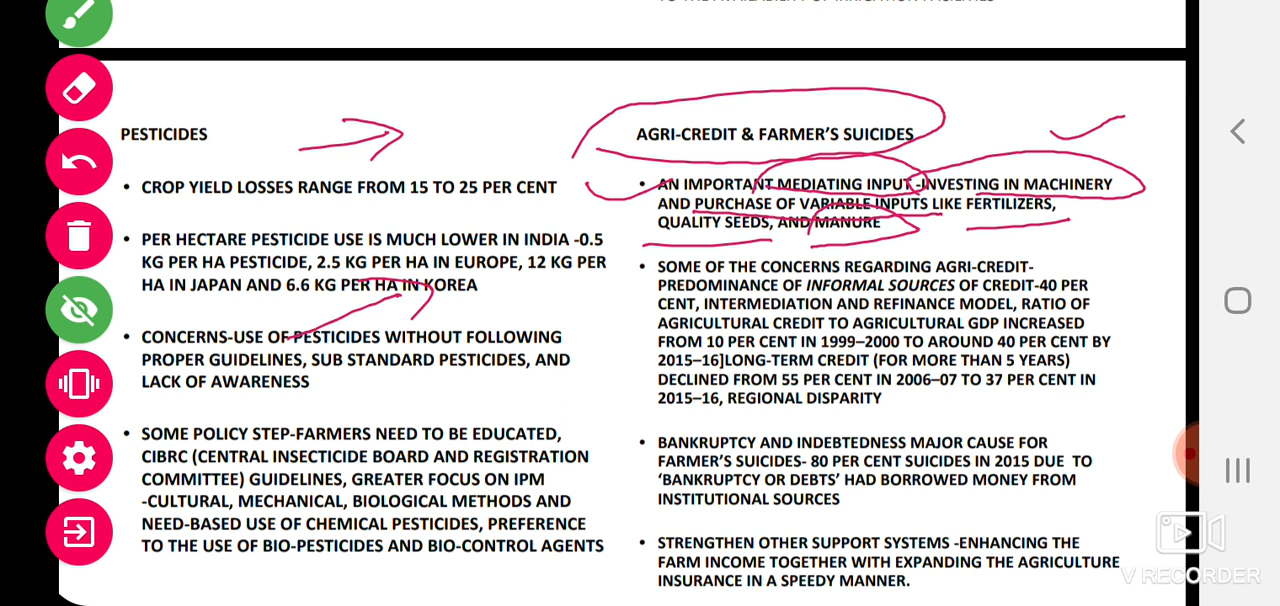 PESTICIDES
• CROP YIELD LOSSES RANGE FROM 15 TO 25 PER CENT
• PER HECTARE PESTICIDE USE IS MUCH LOWER IN INDIA -0.5
KG PER HA PESTICIDE, 2.5 KG PER HA IN EUROPE, 12 KG PER
HA IN JAPAN AND 6.6 KG PER HA IN KOREA
• CONCERNS-USE OF PESTICIDES WITHOUT FOLLOWING
PROPER GUIDELINES, SUB STANDARD PESTICIDES, AND
LACK OF AWARENESS
• SOME POLICY STEP-FARMERS NEED TO BE EDUCATED,
CIBRC (CENTRAL INSECTICIDE BOARD AND REGISTRATION
COMMITTEE) GUIDELINES, GREATER FOCUS ON IPM
-CULTURAL, MECHANICAL, BIOLOGICAL METHODS AND
NEED-BASED USE OF CHEMICAL PESTICIDES, PREFERENCE
TO THE USE OF BIO-PESTICIDES AND BIO-CONTROL AGENTS
AGRI-CREDIT & FARMER'S SUICIDES
• AN IMPORTANT MEDIATING INPUT -INVESTING IN MACHINERY
AND PURCHASE OF VARIABLE INPUTS LIKE FERTILIZERS,
QUALITY SEEDS, AND MANURE
• SOME OF THE CONCERNS REGARDING AGRI-CREDIT-
PREDOMINANCE OF INFORMAL SOURCES OF CREDIT-40 PER
CENT, INTERMEDIATION AND REFINANCE MODEL, RATIO OF
AGRICULTURAL CREDIT TO AGRICULTURAL GDP INCREASED
FROM 10 PER CENT IN 1999–2000 TO AROUND 40 PER CENT BY
2015–16]LONG-TERM CREDIT (FOR MORE THAN 5 YEARS)
DECLINED FROM 55 PER CENT IN 2006–07 TO 37 PER CENT IN
2015–16, REGIONAL DISPARITY
• BANKRUPTCY AND INDEBTEDNESS MAJOR CAUSE FOR
FARMER'S SUICIDES- 80 PER CENT SUICIDES IN 2015 DUE TO
'BANKRUPTCY OR DEBTS' HAD BORROWED MONEY FROM
INSTITUTIONAL SOURCES
• STRENGTHEN OTHER SUPPORT SYSTEMS -ENHANCING THE
FARM INCOME TOGETHER WITH EXPANDING THE AGRICULTURE
INSURANCE IN A SPEEDY MANNER.
V RECORDER